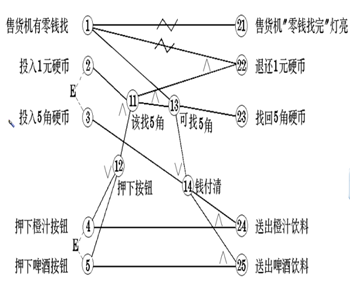 售货机有零钱找 1 21 售货机"零钱找完"灯亮
投入1元硬币 2 22 退还1元硬币
E 11 13
该找5角 可找5角
投入5角硬币 3 23 找回5角硬币
12 押下按钮
14 钱付清
押下橙汁按钮 4 24 送出橙汁饮料
E
押下啤酒按钮 5 25 送出啤酒饮料